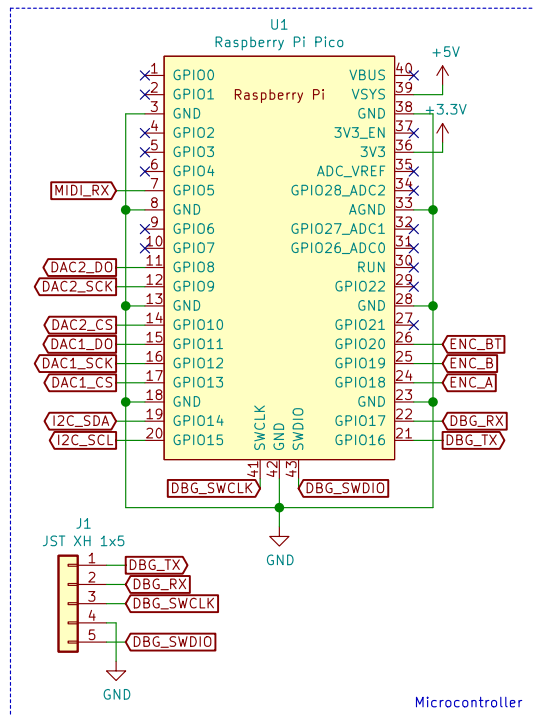 U1
Raspberry Pi Pico
+5V
1 GPIO0 Raspberry Pi VBUS 40
2 GPIO1 VSYS 39
3 GND GND 38
+3.3V
4 GPIO2 3V3_EN 37
5 GPIO3 3V3 36
6 GPIO4 ADC_VREF 35
MIDI_RX 7 GPIO5 GPIO28_ADC2 34
8 GND AGND 33
9 GPIO6 GPIO27_ADC1 32
10 GPIO7 GPIO26_ADC0 31
DAC2_DO 11 GPIO8 RUN 30
DAC2_SCK 12 GPIO9 GPIO22 29
13 GND GND 28
DAC2_CS 14 GPIO10 GPIO21 27
DAC1_DO 15 GPIO11 GPIO20 26 ENC_BT
DAC1_SCK 16 GPIO12 GPIO19 25 ENC_B
DAC1_CS 17 GPIO13 GPIO18 24 ENC_A
18 GND GND 23
I2C_SDA 19 GPIO14 GPIO17 22 DBG_RX
I2C_SCL 20 GPIO15 GPIO16 21 DBG_TX
SWCLK GND SWDIO
41 42 43
DBG_SWCLK DBG_SWDIO
GND
J1
JST XH 1x5
1 DBG_TX
2 DBG_RX
3 DBG_SWCLK
4
5 DBG_SWDIO
GND
Microcontroller